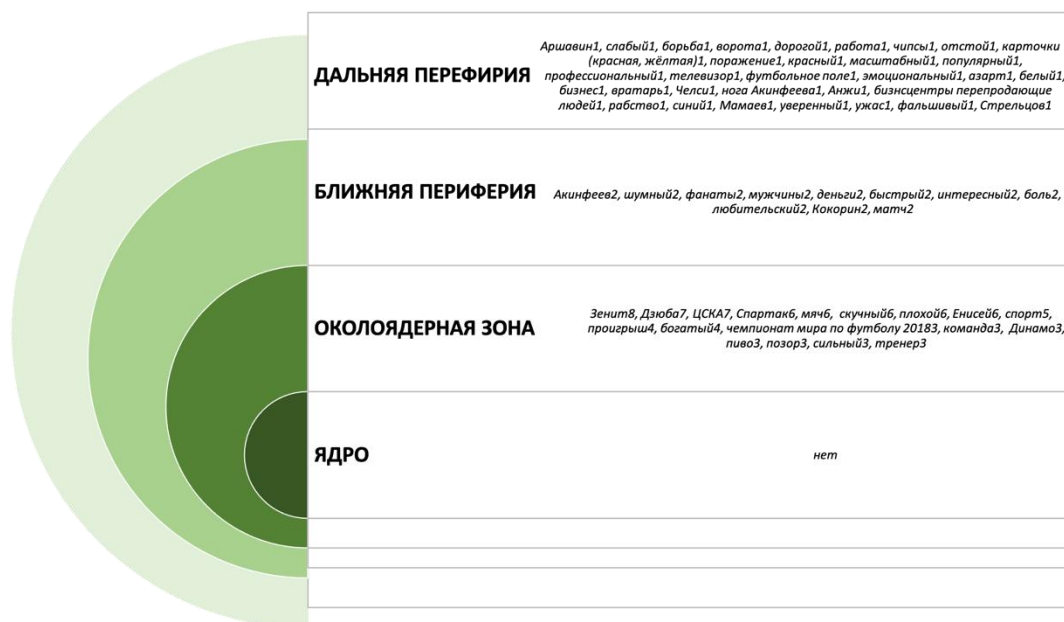 ДАЛЬНЯЯ ПЕРЕФИРИЯ
Аршавин1, слабый1, борьба1, ворота1, дорогой1, работа1, чипсы1, отстой1, карточки
(красная, жёлтая)1, поражение1, красный1, масштабный1, популярный1,
профессиональный1, телевизор1, футбольное поле1, эмоциональный1, азарт1, белый1,
бизнес1, вратарь1, Челси1, нога Акинфеева1, Анжи1, бизнсцентры перепродающие
людей1, рабство1, синий1, Мамаев1, уверенный1, ужас1, фальшивый1, Стрельцов1
БЛИЖНЯЯ ПЕРИФЕРИЯ
Акинфеев2, шумный2, фанаты2, мужчины2, деньги2, быстрый2, интересный2, боль2,
любительский2, Кокорин2, матч2
ОКОЛОЯДЕРНАЯ ЗОНА
Зенит8, Дзюба7, ЦСКА7, Спартак6, мяч6, скучный6, плохой6, Енисей6, спорт5,
проигрыш4, богатый4, чемпионат мира по футболу 20183, команда3, Динамо3,
пиво3, позор3, сильный3, тренер3
ЯДРО
нет